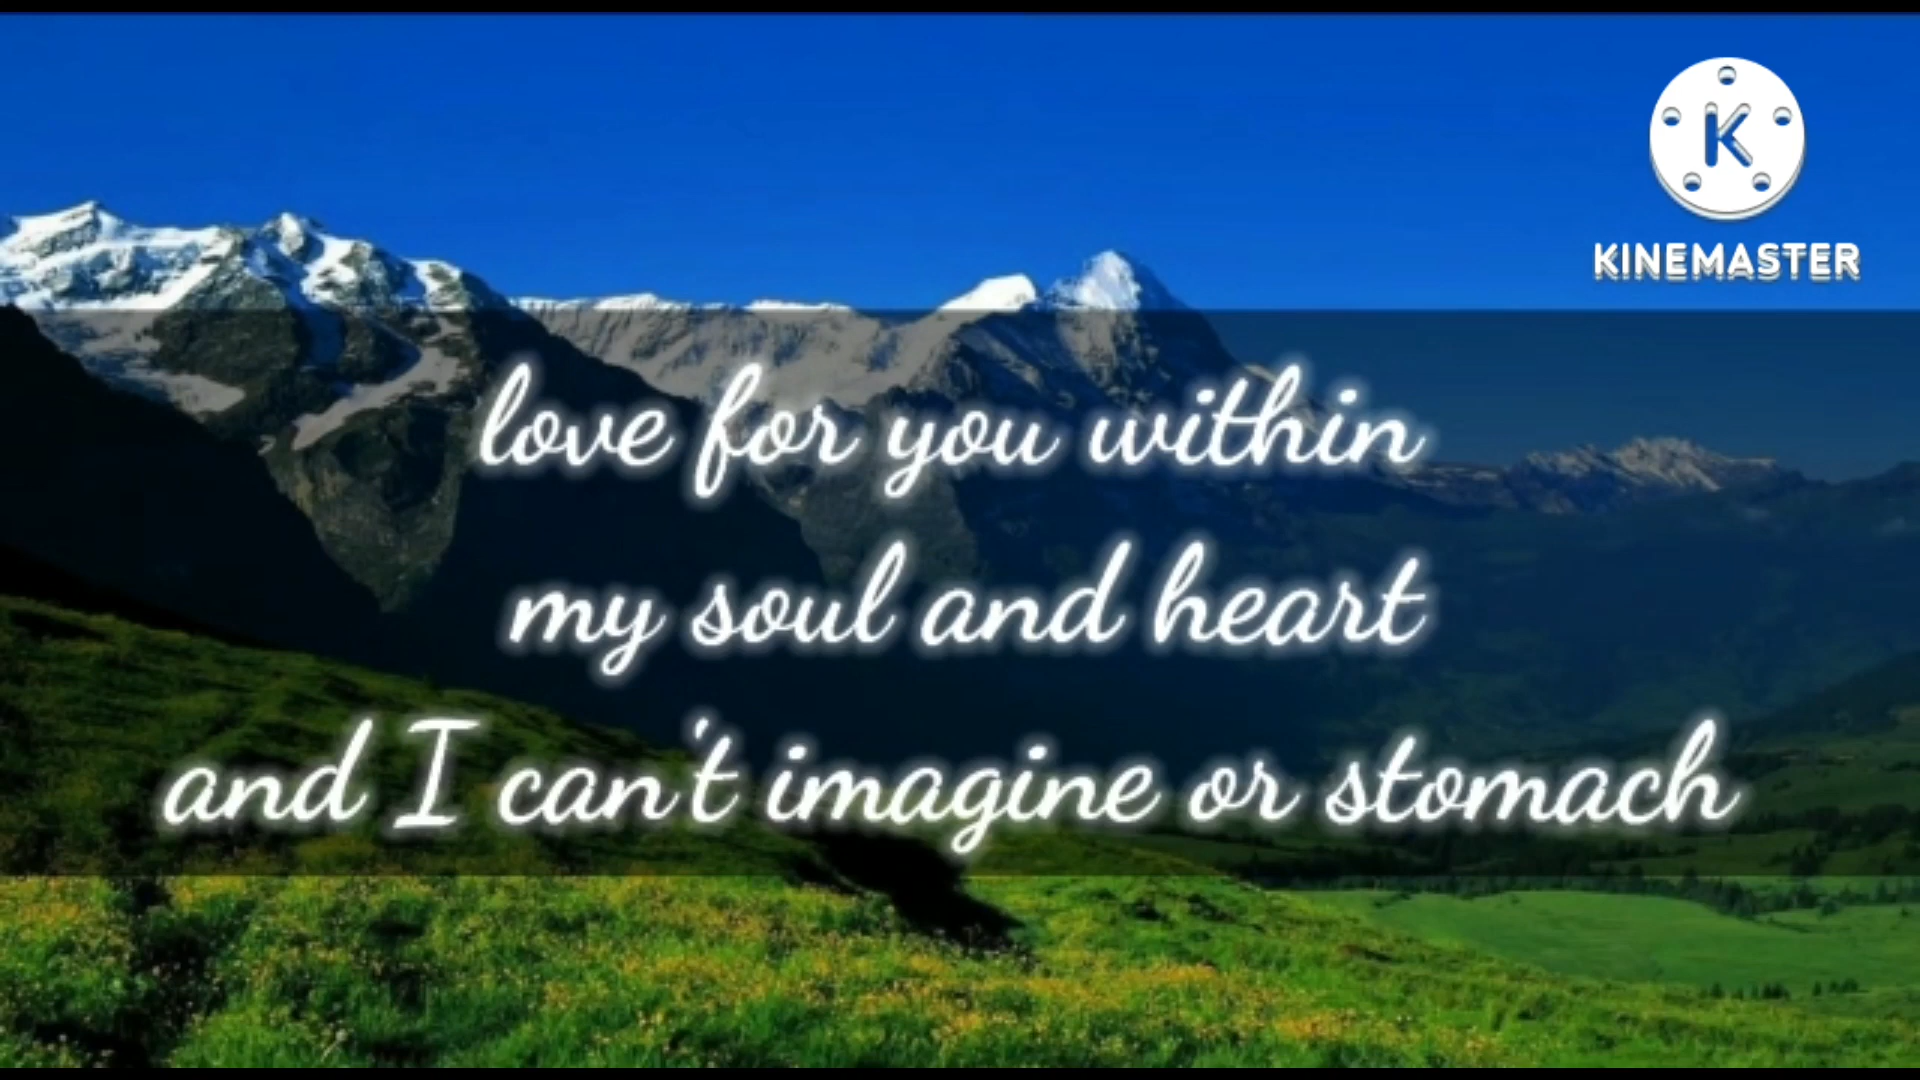 K
KINEMASTER
love for you within
my soul and heart
and I can't imagine or stomach